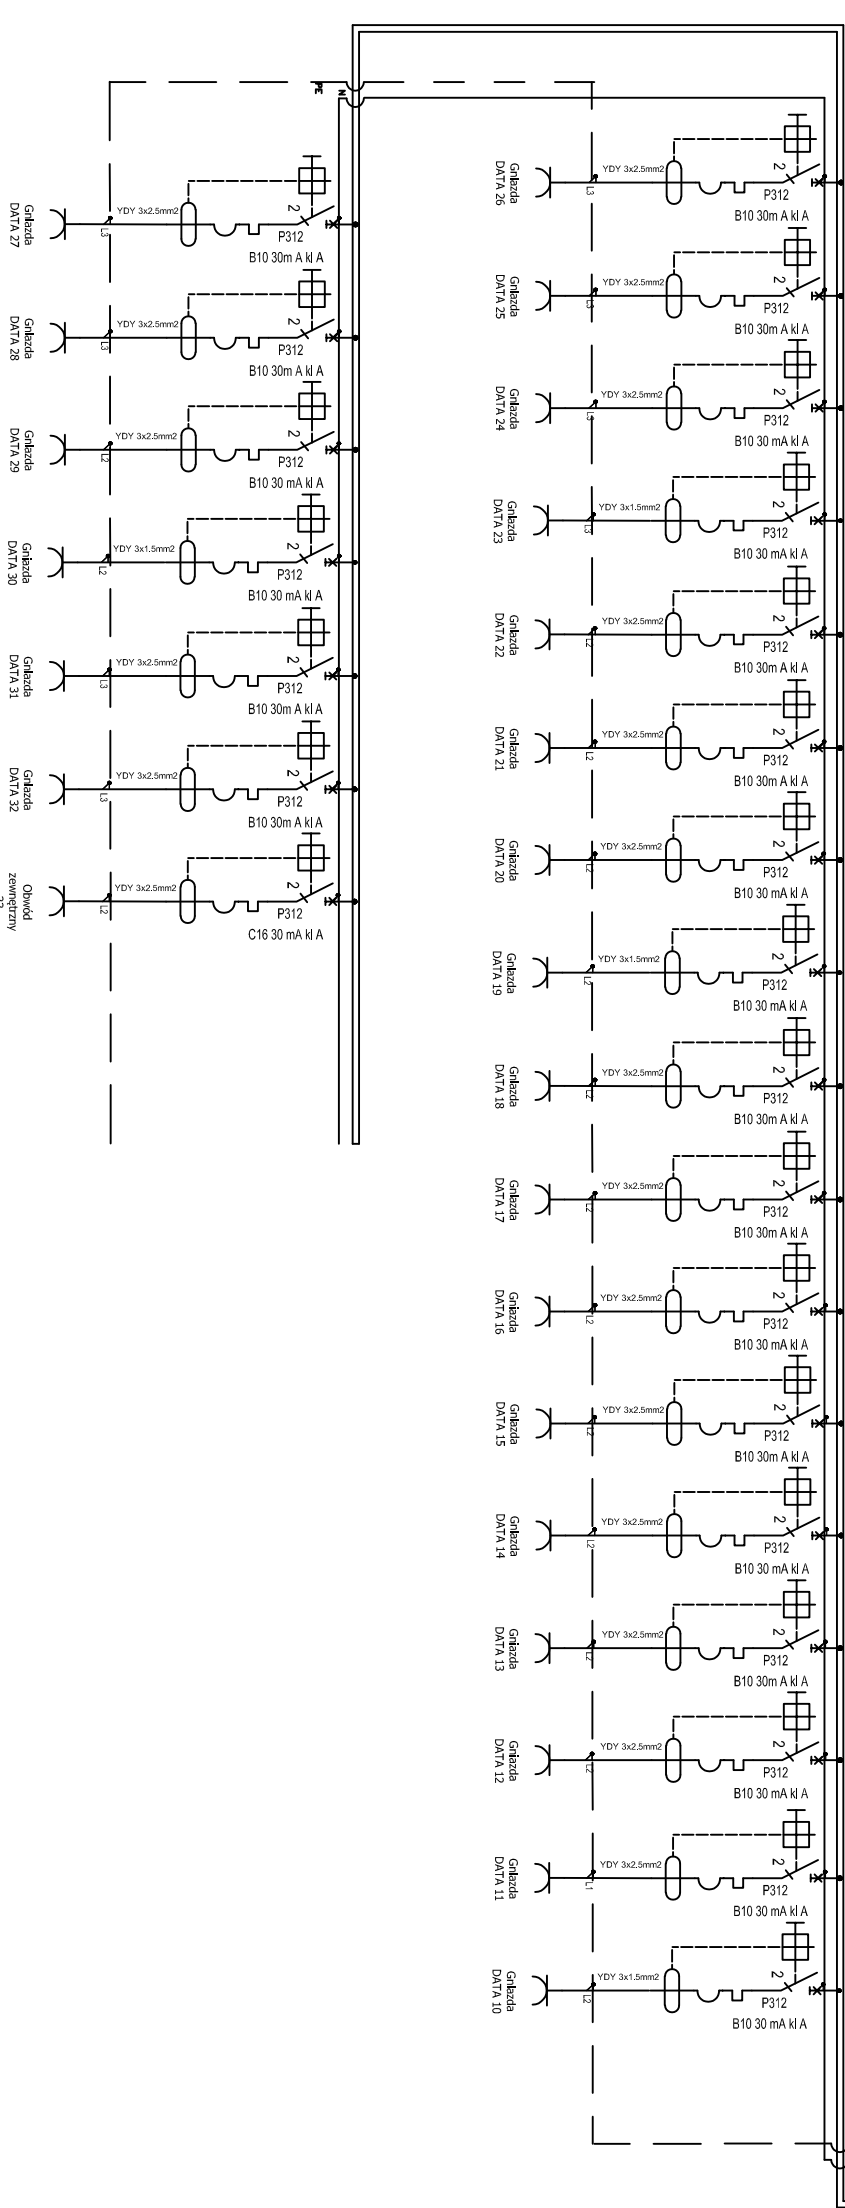 PE
N
YDY 3x2.5mm2
L3
2
P312
B10 30m A kl A
Gniazda
DATA 26
YDY 3x2.5mm2
L3
2
P312
B10 30m A kl A
Gniazda
DATA 25
YDY 3x2.5mm2
L3
2
P312
B10 30 mA kl A
Gniazda
DATA 24
YDY 3x1.5mm2
L3
2
P312
B10 30 mA kl A
Gniazda
DATA 23
YDY 3x2.5mm2
L2
2
P312
B10 30m A kl A
Gniazda
DATA 22
YDY 3x2.5mm2
L2
2
P312
B10 30m A kl A
Gniazda
DATA 21
YDY 3x2.5mm2
L2
2
P312
B10 30 mA kl A
Gniazda
DATA 20
YDY 3x1.5mm2
L2
2
P312
B10 30 mA kl A
Gniazda
DATA 19
YDY 3x2.5mm2
L2
2
P312
B10 30m A kl A
Gniazda
DATA 18
YDY 3x2.5mm2
L2
2
P312
B10 30m A kl A
Gniazda
DATA 17
YDY 3x2.5mm2
L2
2
P312
B10 30 mA kl A
Gniazda
DATA 16
YDY 3x2.5mm2
L2
2
P312
B10 30m A kl A
Gniazda
DATA 15
YDY 3x2.5mm2
L2
2
P312
B10 30 mA kl A
Gniazda
DATA 14
YDY 3x2.5mm2
L2
2
P312
B10 30m A kl A
Gniazda
DATA 13
YDY 3x2.5mm2
L2
2
P312
B10 30 mA kl A
Gniazda
DATA 12
YDY 3x2.5mm2
L1
2
P312
B10 30 mA kl A
Gniazda
DATA 11
YDY 3x1.5mm2
L2
2
P312
B10 30 mA kl A
Gniazda
DATA 10
YDY 3x2.5mm2
L3
2
P312
B10 30m A kl A
Gniazda
DATA 27
YDY 3x2.5mm2
L3
2
P312
B10 30m A kl A
Gniazda
DATA 28
YDY 3x2.5mm2
L2
2
P312
B10 30 mA kl A
Gniazda
DATA 29
YDY 3x1.5mm2
L2
2
P312
B10 30 mA kl A
Gniazda
DATA 30
YDY 3x2.5mm2
L3
2
P312
B10 30m A kl A
Gniazda
DATA 31
YDY 3x2.5mm2
L3
2
P312
B10 30m A kl A
Gniazda
DATA 32
YDY 3x2.5mm2
L2
2
P312
C16 30 mA kl A
Obwód
zewnętrzny